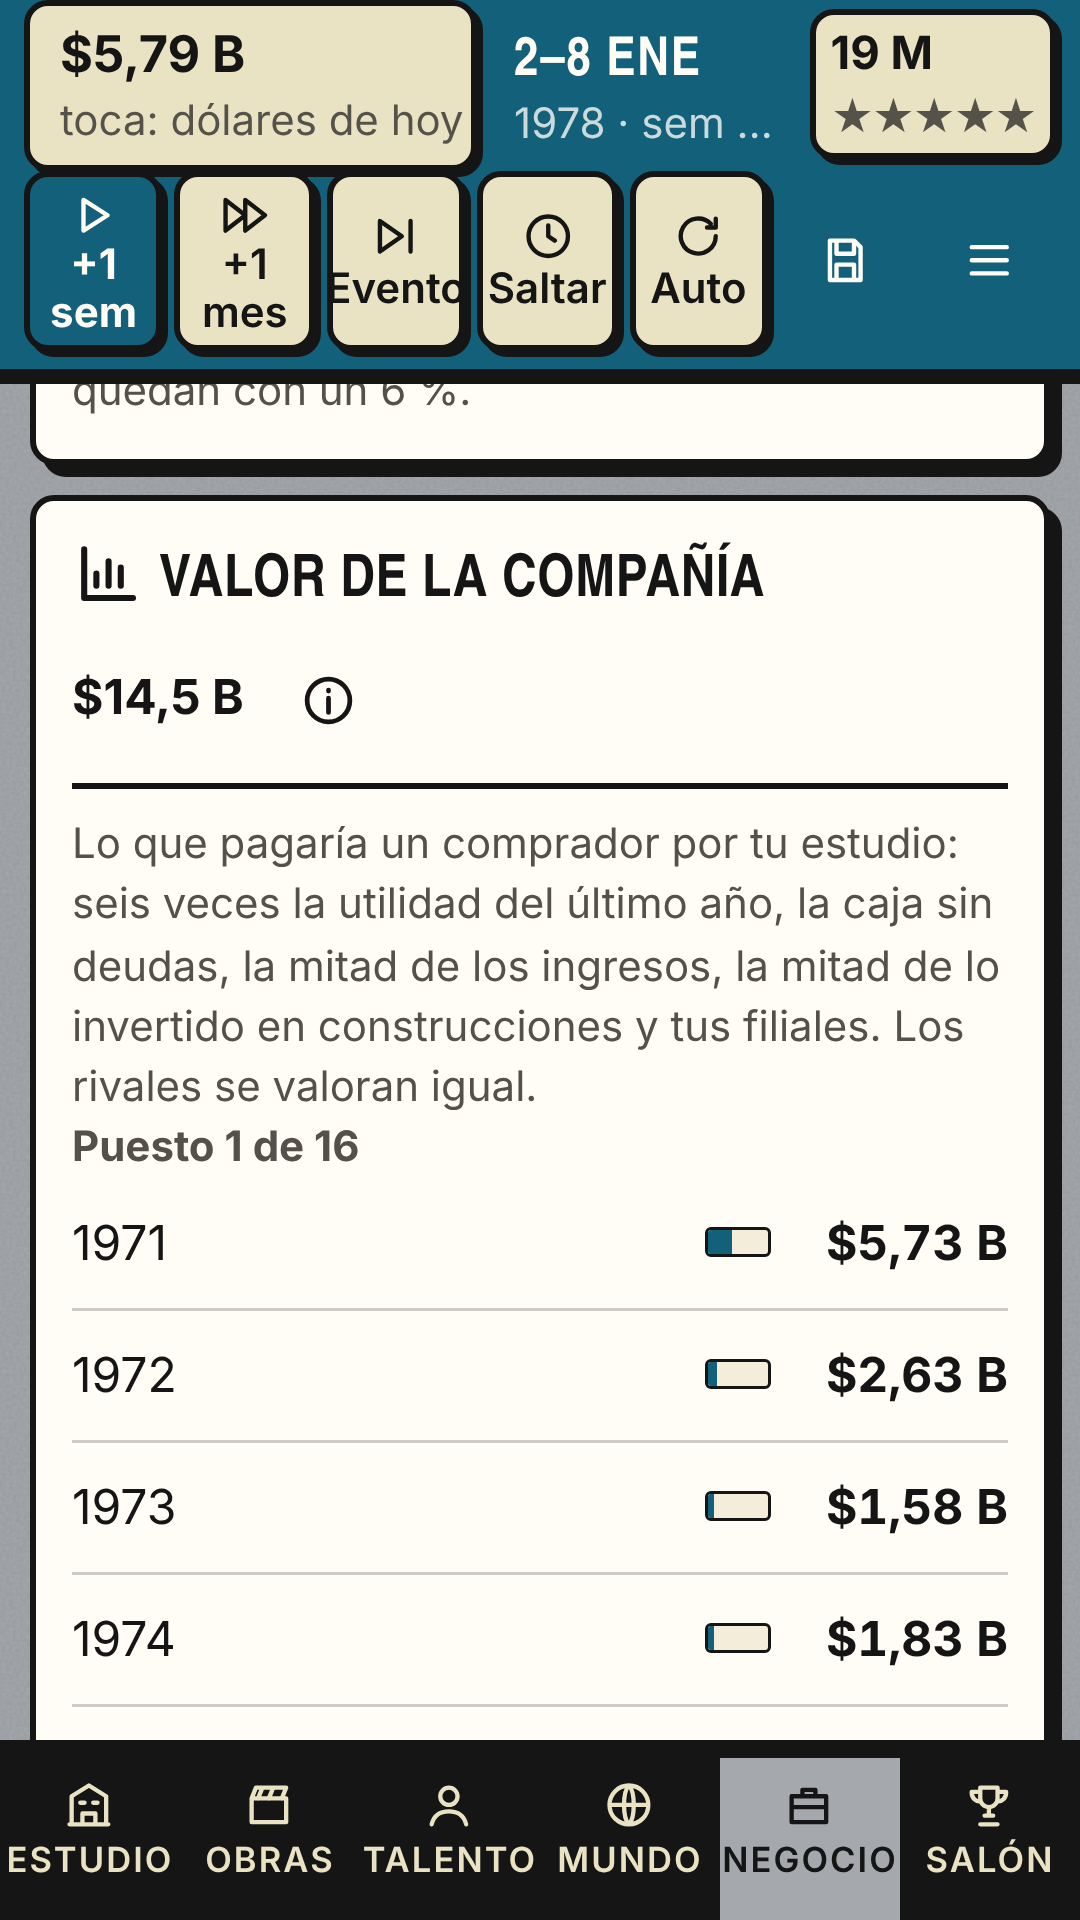 $5,79 B
toca: dólares de hoy
2–8 ENE
1978 · sem ...
19 M
★★★★★
+1 sem
+1 mes
Evento
Saltar
Auto
quedan con un 6 %.
VALOR DE LA COMPAÑÍA
$14,5 B
Lo que pagaría un comprador por tu estudio:
seis veces la utilidad del último año, la caja sin
deudas, la mitad de los ingresos, la mitad de lo
invertido en construcciones y tus filiales. Los
rivales se valoran igual.
Puesto 1 de 16
1971 $5,73 B
1972 $2,63 B
1973 $1,58 B
1974 $1,83 B
ESTUDIO
OBRAS
TALENTO
MUNDO
NEGOCIO
SALÓN